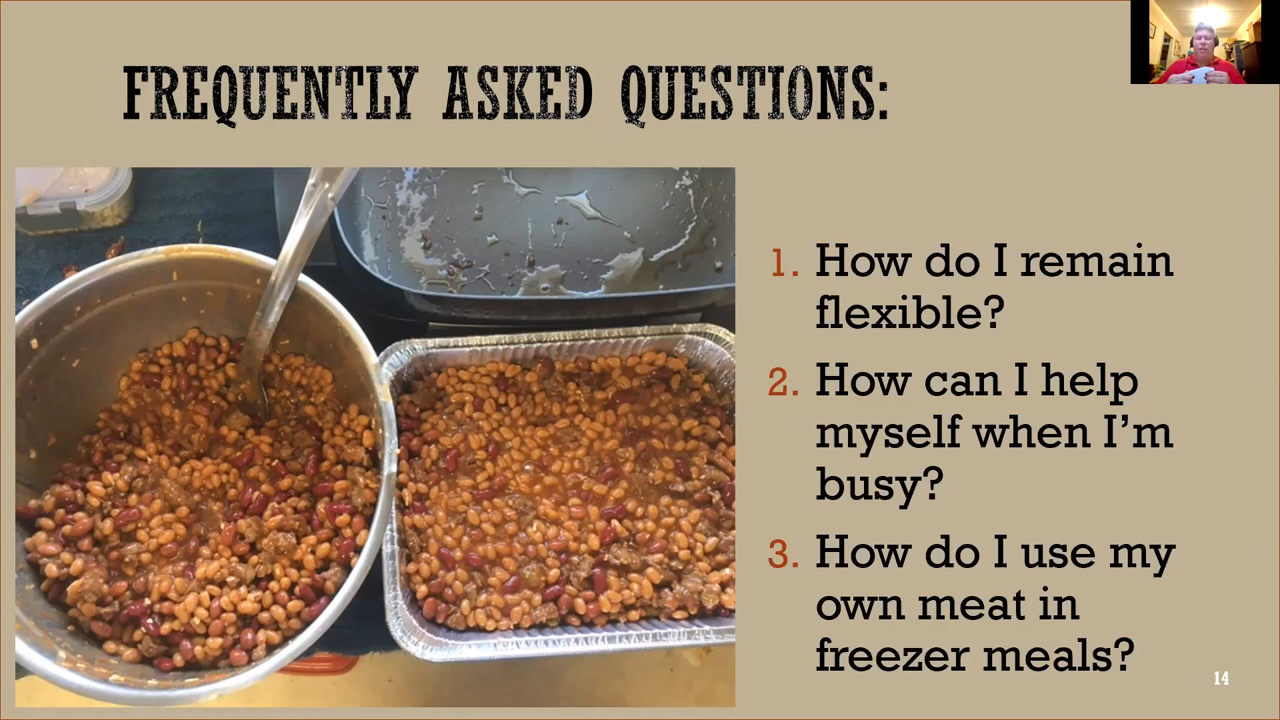 FREQUENTLY ASKED QUESTIONS:
1. How do I remain
flexible?
2. How can I help
myself when I’m
busy?
3. How do I use my
own meat in
freezer meals?
14